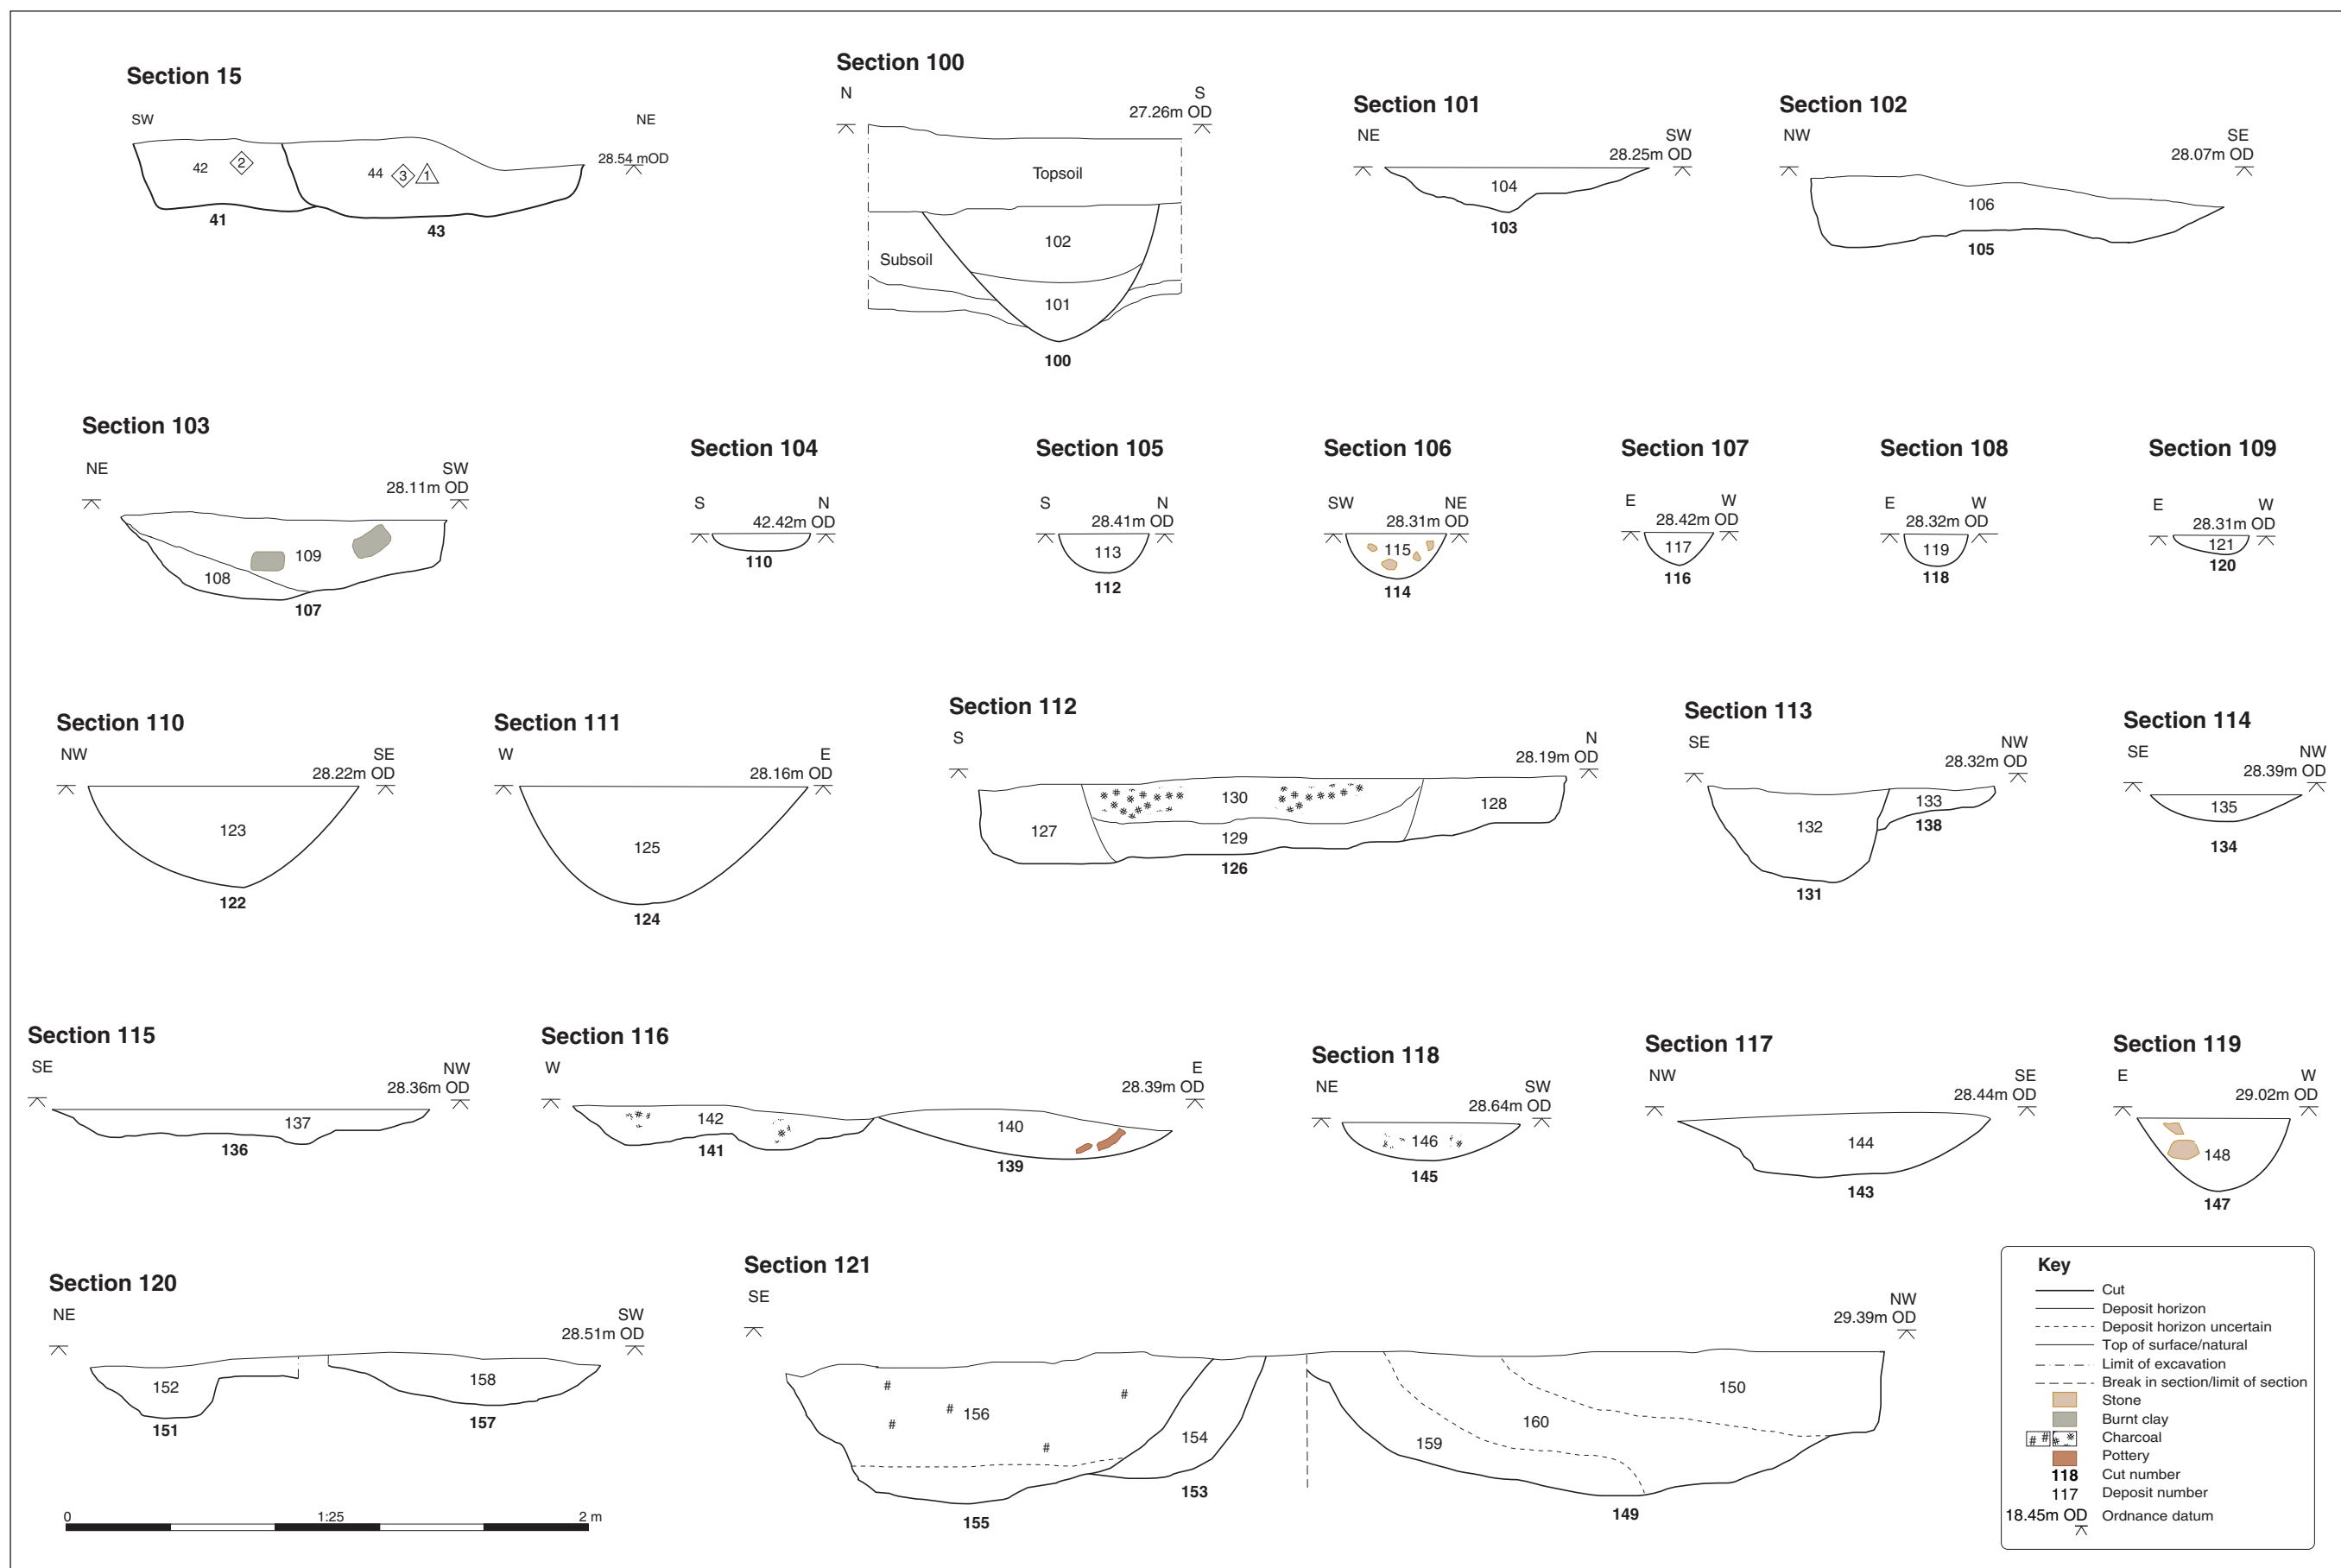 Section 15
SW
NE
28.54 mOD
42
2
44
3
1
41
43
Section 100
N
S
27.26m OD
Topsoil
102
Subsoil
101
100
Section 101
NE
SW
28.25m OD
104
103
Section 102
NW
SE
28.07m OD
106
105
Section 103
NE
SW
28.11m OD
109
108
107
Section 104
S
N
42.42m OD
110
Section 105
S
N
28.41m OD
113
112
Section 106
SW
NE
28.31m OD
115
114
Section 107
E
W
28.42m OD
117
116
Section 108
E
W
28.32m OD
119
118
Section 109
E
W
28.31m OD
121
120
Section 110
NW
SE
28.22m OD
123
122
Section 111
W
E
28.16m OD
125
124
Section 112
S
N
28.19m OD
130
127
128
129
126
Section 113
SE
NW
28.32m OD
133
132
138
131
Section 114
SE
NW
28.39m OD
135
134
Section 115
SE
NW
28.36m OD
137
136
Section 116
W
E
28.39m OD
142
140
141
139
Section 118
NE
SW
28.64m OD
146
145
Section 117
NW
SE
28.44m OD
144
143
Section 119
E
W
29.02m OD
148
147
Section 120
NE
SW
28.51m OD
152
158
151
157
Section 121
SE
NW
29.39m OD
156
154
150
160
159
153
149
155
0
1:25
2 m
Key
Cut
Deposit horizon
Deposit horizon uncertain
Top of surface/natural
Limit of excavation
Break in section/limit of section
Stone
Burnt clay
Charcoal
Pottery
118 Cut number
117 Deposit number
18.45m OD Ordnance datum